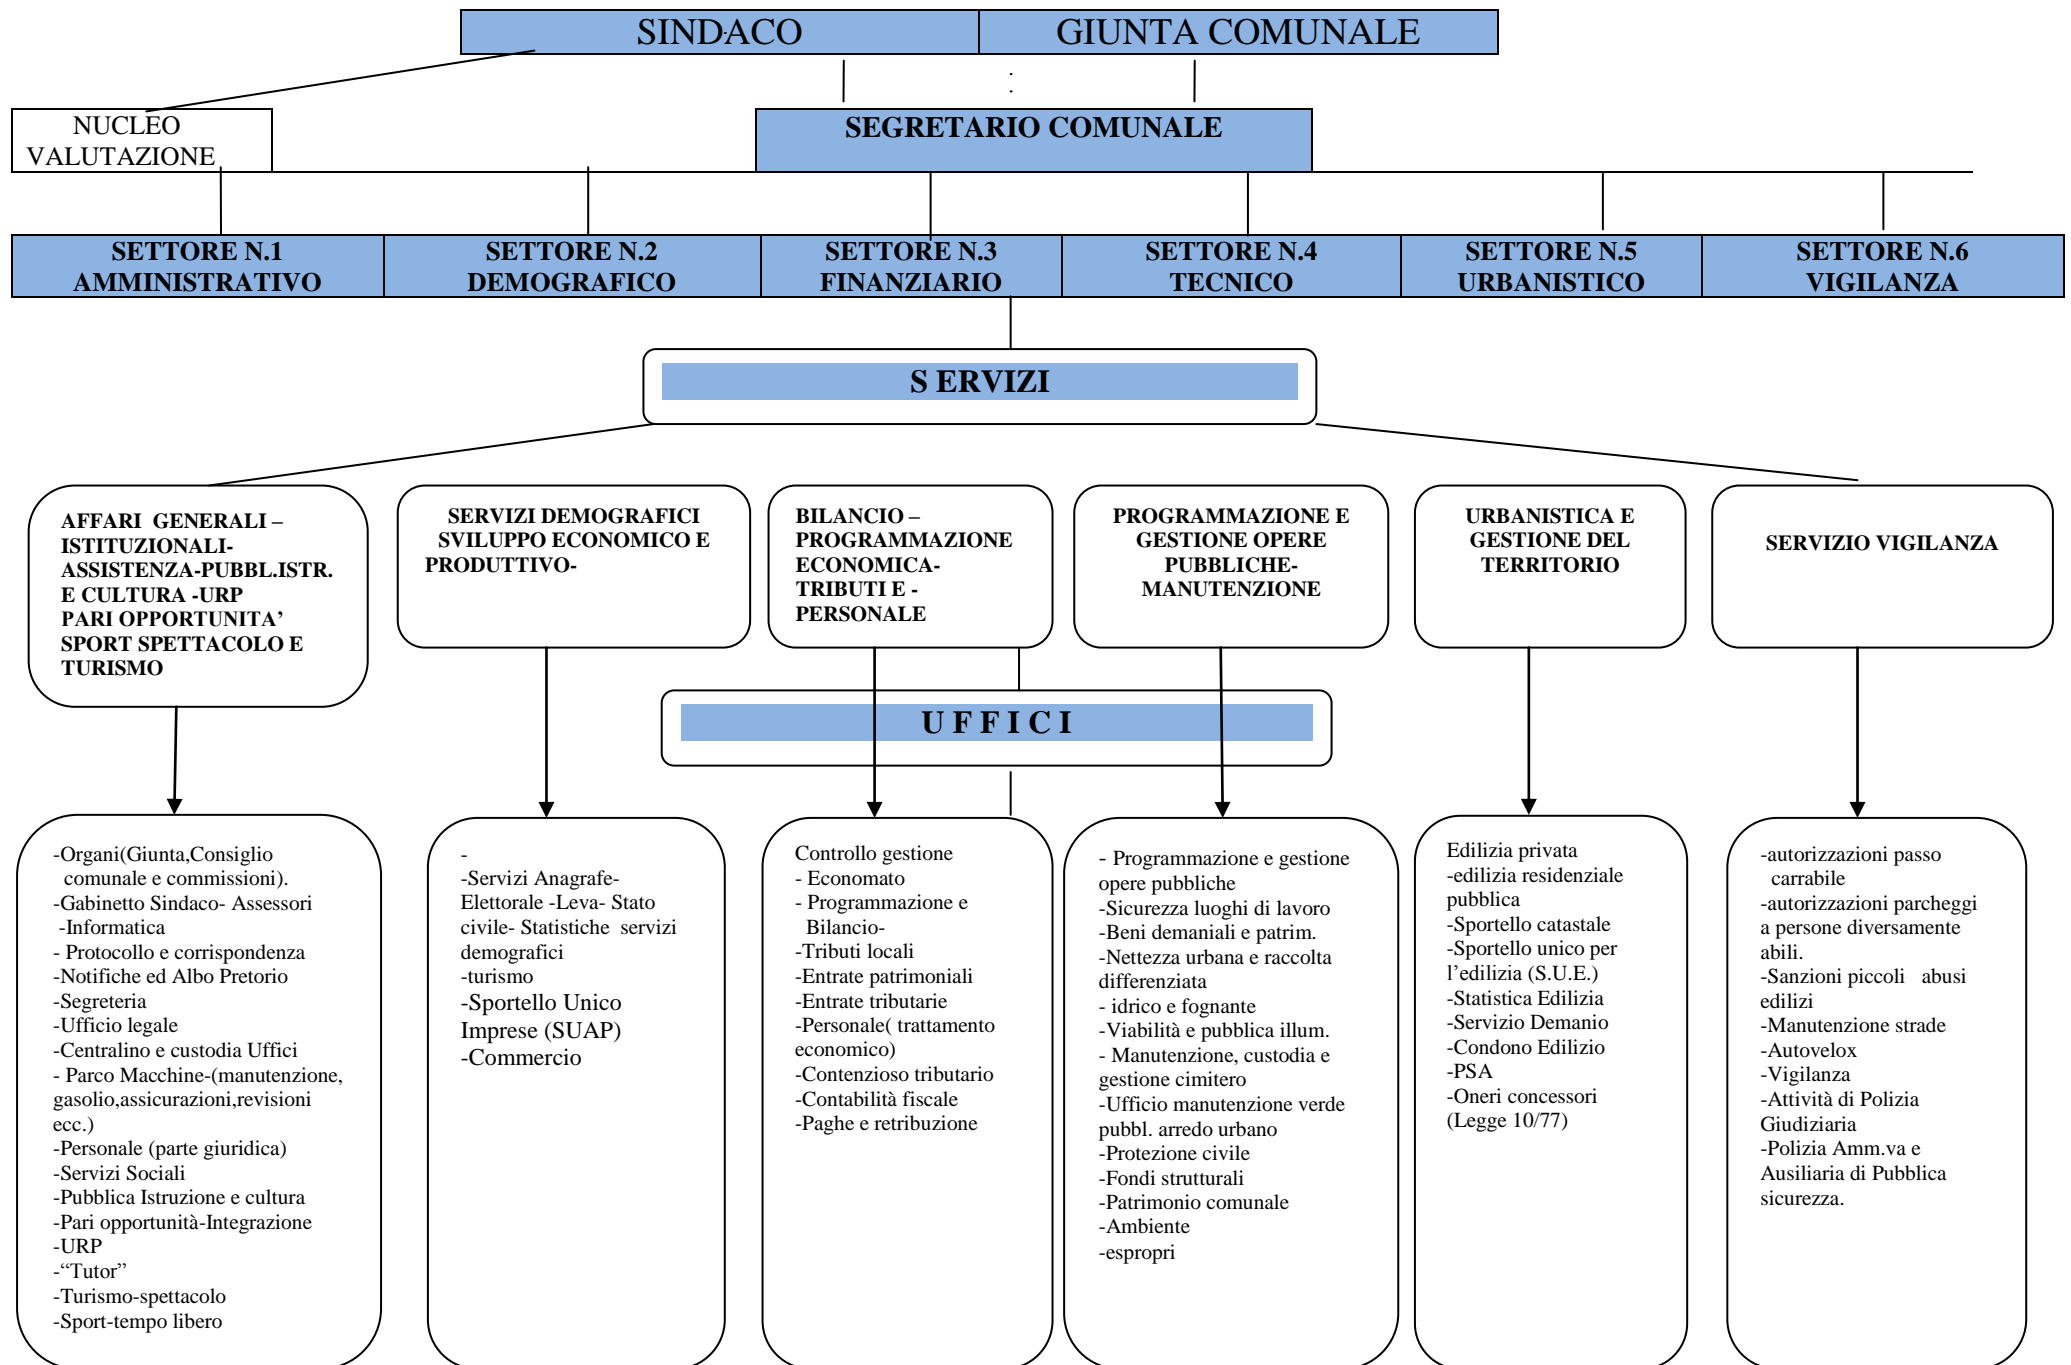 SINDACO
GIUNTA COMUNALE
NUCLEO
VALUTAZIONE
SEGRETARIO COMUNALE
SETTORE N.1
AMMINISTRATIVO
SETTORE N.2
DEMOGRAFICO
SETTORE N.3
FINANZIARIO
SETTORE N.4
TECNICO
SETTORE N.5
URBANISTICO
SETTORE N.6
VIGILANZA
S ERVIZI
AFFARI GENERALI –
ISTITUZIONALI-
ASSISTENZA-PUBBL.ISTR.
E CULTURA -URP
PARI OPPORTUNITA’
SPORT SPETTACOLO E
TURISMO
SERVIZI DEMOGRAFICI
SVILUPPO ECONOMICO E
PRODUTTIVO-
BILANCIO –
PROGRAMMAZIONE
ECONOMICA-
TRIBUTI E -
PERSONALE
PROGRAMMAZIONE E
GESTIONE OPERE
PUBBLICHE-
MANUTENZIONE
URBANISTICA E
GESTIONE DEL
TERRITORIO
SERVIZIO VIGILANZA
U F F I C I
-Organi(Giunta,Consiglio
comunale e commissioni).
-Gabinetto Sindaco- Assessori
-Informatica
- Protocollo e corrispondenza
-Notifiche ed Albo Pretorio
-Segreteria
-Ufficio legale
-Centralino e custodia Uffici
- Parco Macchine-(manutenzione,
gasolio,assicurazioni,revisioni
ecc.)
-Personale (parte giuridica)
-Servizi Sociali
-Pubblica Istruzione e cultura
-Pari opportunità-Integrazione
-URP
-“Tutor”
-Turismo-spettacolo
-Sport-tempo libero
-
-Servizi Anagrafe-
Elettorale -Leva- Stato
civile- Statistiche servizi
demografici
-turismo
-Sportello Unico
Imprese (SUAP)
-Commercio
Controllo gestione
- Economato
- Programmazione e
Bilancio-
-Tributi locali
-Entrate patrimoniali
-Entrate tributarie
-Personale( trattamento
economico)
-Contenzioso tributario
-Contabilità fiscale
-Paghe e retribuzione
- Programmazione e gestione
opere pubbliche
-Sicurezza luoghi di lavoro
-Beni demaniali e patrim.
-Nettezza urbana e raccolta
differenziata
- idrico e fognante
-Viabilità e pubblica illum.
- Manutenzione, custodia e
gestione cimitero
-Ufficio manutenzione verde
pubbl. arredo urbano
-Protezione civile
-Fondi strutturali
-Patrimonio comunale
-Ambiente
-espropri
Edilizia privata
-edilizia residenziale
pubblica
-Sportello catastale
-Sportello unico per
l’edilizia (S.U.E.)
-Statistica Edilizia
-Servizio Demanio
-Condono Edilizio
-PSA
-Oneri concessori
(Legge 10/77)
-autorizzazioni passo
carrabile
-autorizzazioni parcheggi
a persone diversamente
abili.
-Sanzioni piccoli abusi
edilizi
-Manutenzione strade
-Autovelox
-Vigilanza
-Attività di Polizia
Giudiziaria
-Polizia Amm.va e
Ausiliaria di Pubblica
sicurezza.